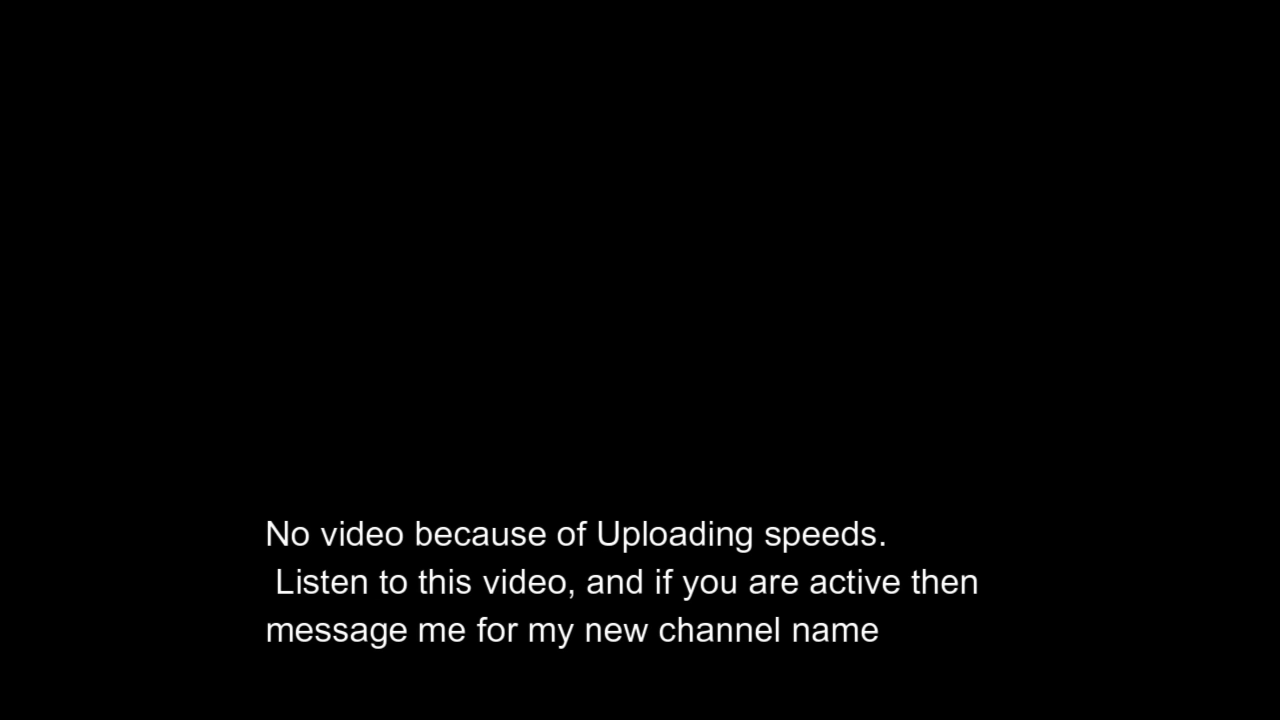 No video because of Uploading speeds.
Listen to this video, and if you are active then
message me for my new channel name